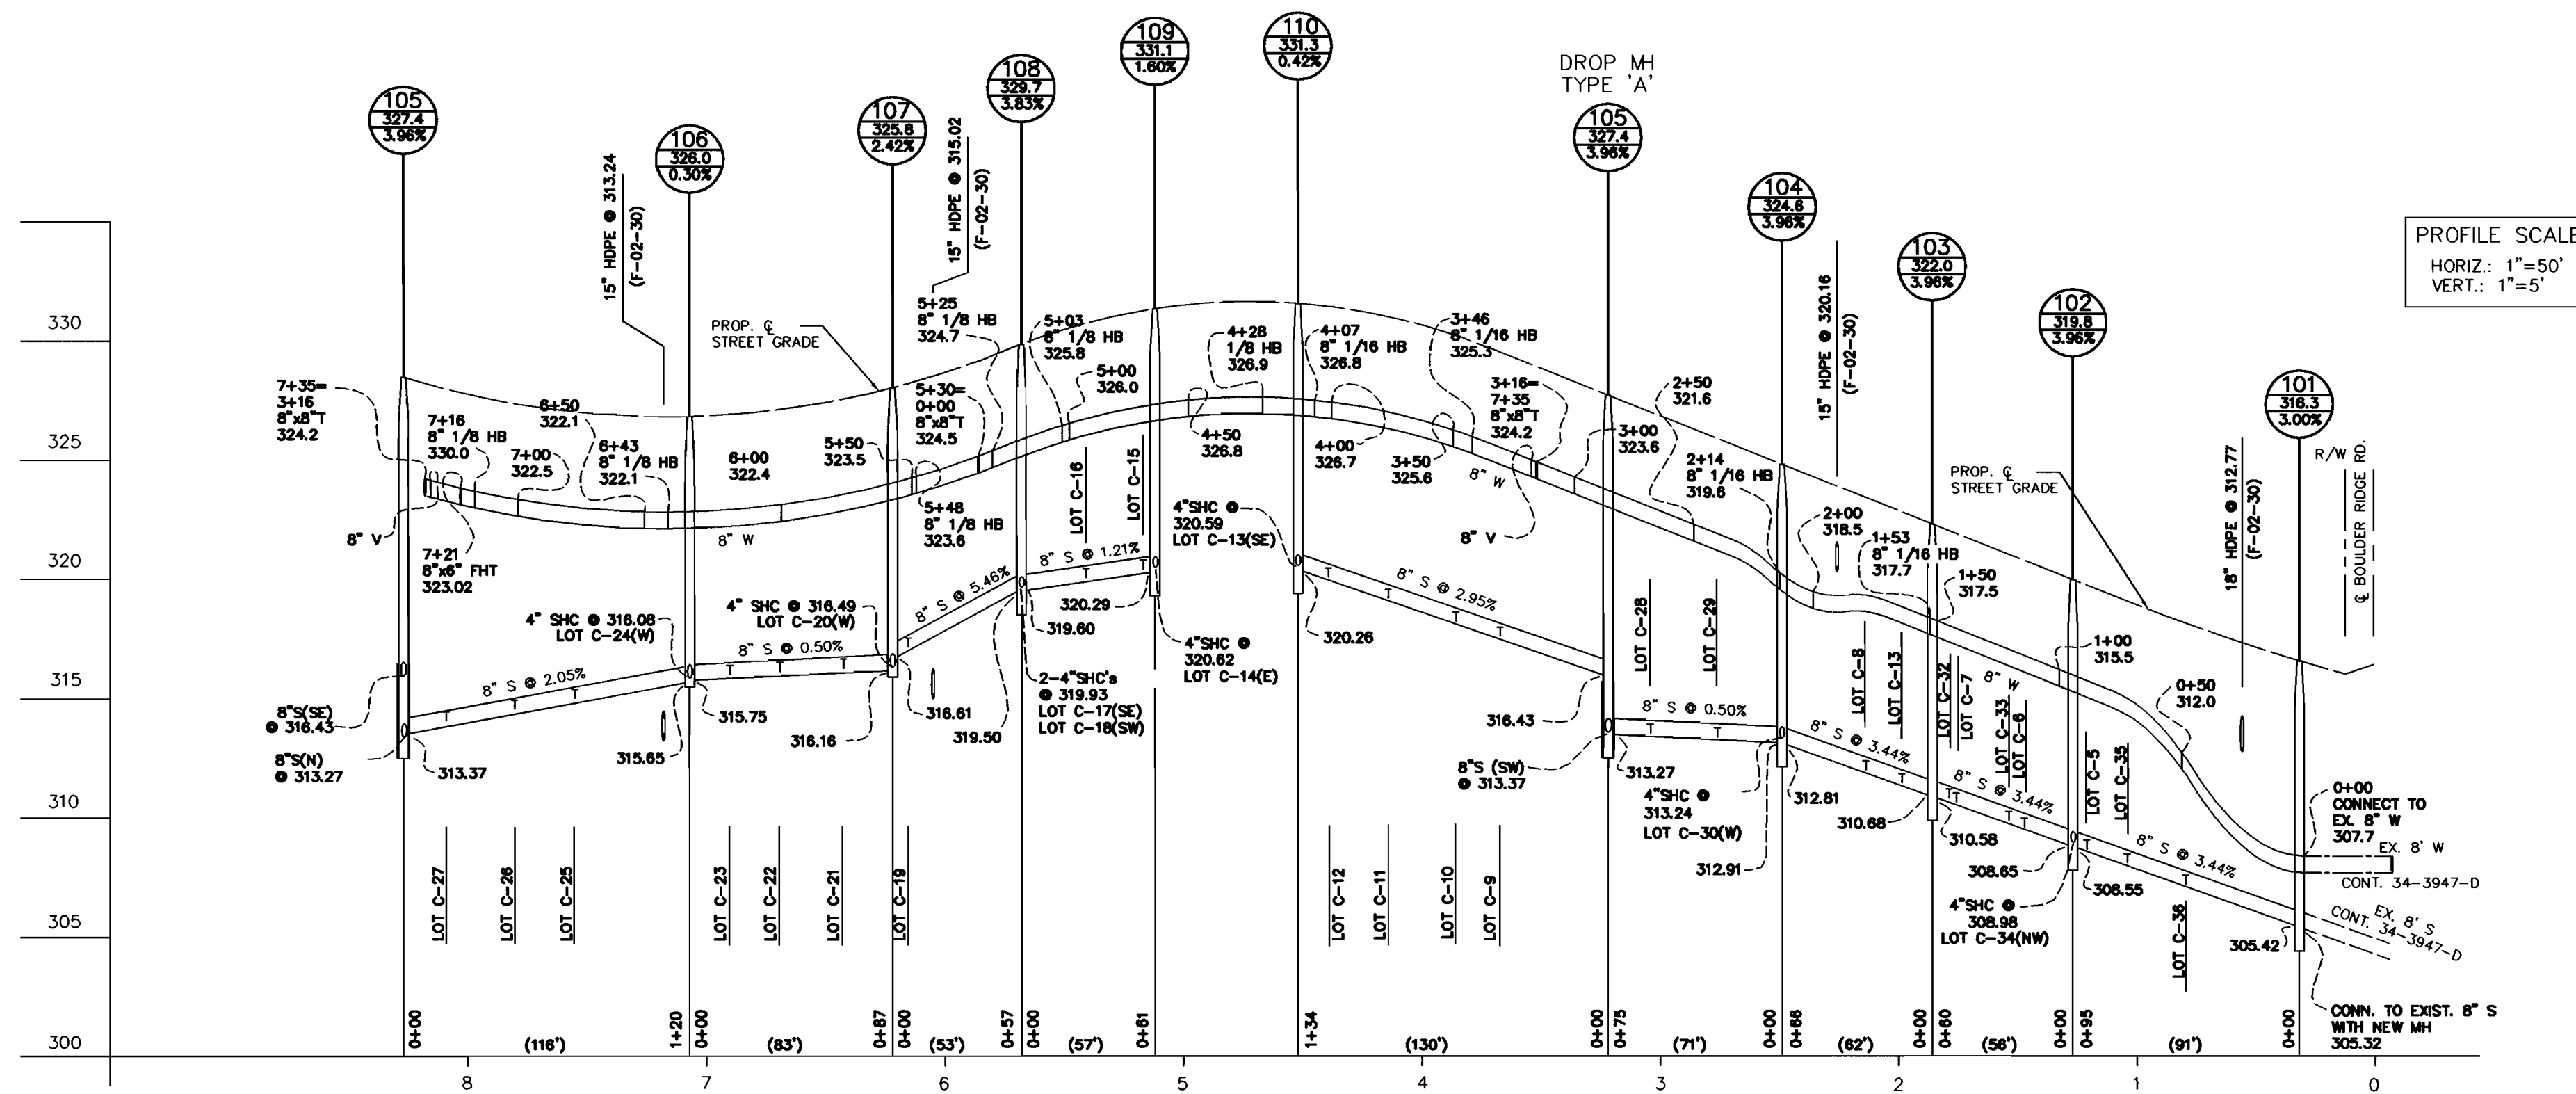 105
327.4
3.96%
106
326.0
0.30%
107
325.8
2.42%
108
329.7
3.83%
109
331.1
1.60%
110
331.3
0.42%
DROP MH
TYPE 'A'
105
327.4
3.96%
104
324.6
3.96%
103
322.0
3.96%
102
319.8
3.96%
101
316.3
3.00%
PROFILE SCALE
HORIZ.: 1"=50'
VERT.: 1"=5'
15" HDPE @ 313.24
(F-02-30)
15" HDPE @ 315.02
(F-02-30)
15" HDPE @ 320.16
(F-02-30)
18" HDPE @ 312.77
(F-02-30)
R/W
℄ BOULDER RIDGE RD.
330
325
320
315
310
305
300
PROP. ℄
STREET GRADE
PROP. ℄
STREET GRADE
7+35=
3+16
8"x8"T
324.2
7+16
8" 1/8 HB
330.0
7+00
322.5
6+50
322.1
6+43
8" 1/8 HB
322.1
6+00
322.4
5+50
323.5
5+25
8" 1/8 HB
324.7
5+30=
0+00
8"x8"T
324.5
5+48
8" 1/8 HB
323.6
5+03
8" 1/8 HB
325.8
5+00
326.0
4+28
1/8 HB
326.9
4+50
326.8
4+07
8" 1/16 HB
326.8
4+00
326.7
3+46
8" 1/16 HB
325.3
3+50
325.6
3+16=
7+35
8"x8"T
324.2
3+00
323.6
2+50
321.6
2+14
8" 1/16 HB
319.6
2+00
318.5
1+53
8" 1/16 HB
317.7
1+50
317.5
1+00
315.5
0+50
312.0
0+00
CONNECT TO
EX. 8" W
307.7
EX. 8' W
CONT. 34-3947-D
EX. 8' S
CONT. 34-3947-D
8" V
7+21
8"x6" FHT
323.02
8" W
8" W
8" V
8" W
8"S(SE)
@ 316.43
8"S(N)
@ 313.27
313.37
8" S @ 2.05%
4" SHC @ 316.08
LOT C-24(W)
315.65
315.75
8" S @ 0.50%
4" SHC @ 316.49
LOT C-20(W)
316.16
316.61
8" S @ 5.46%
319.50
319.60
2-4"SHC's
@ 319.93
LOT C-17(SE)
LOT C-18(SW)
8" S @ 1.21%
LOT C-16
LOT C-15
320.29
4"SHC @
320.62
LOT C-14(E)
4"SHC @
320.59
LOT C-13(SE)
320.26
8" S @ 2.95%
316.43
8"S (SW)
@ 313.37
313.27
8" S @ 0.50%
LOT C-28
LOT C-29
4"SHC @
313.24
LOT C-30(W)
312.91
312.81
8" S @ 3.44%
LOT C-8
LOT C-13
310.68
310.58
LOT C-32
LOT C-7
8" S @ 3.44%
LOT C-33
LOT C-6
308.65
308.55
4"SHC @
308.98
LOT C-34(NW)
LOT C-5
LOT C-35
8" S @ 3.44%
LOT C-36
305.42
CONN. TO EXIST. 8" S
WITH NEW MH
305.32
LOT C-27
LOT C-26
LOT C-25
LOT C-23
LOT C-22
LOT C-21
LOT C-19
LOT C-12
LOT C-11
LOT C-10
LOT C-9
0+00
(116')
1+20
0+00
(83')
0+87
0+00
(53')
0+57
0+00
(57')
0+61
1+34
(130')
0+00
0+75
(71')
0+00
0+66
(62')
0+00
0+60
(56')
0+00
0+95
(91')
0+00
8
7
6
5
4
3
2
1
0